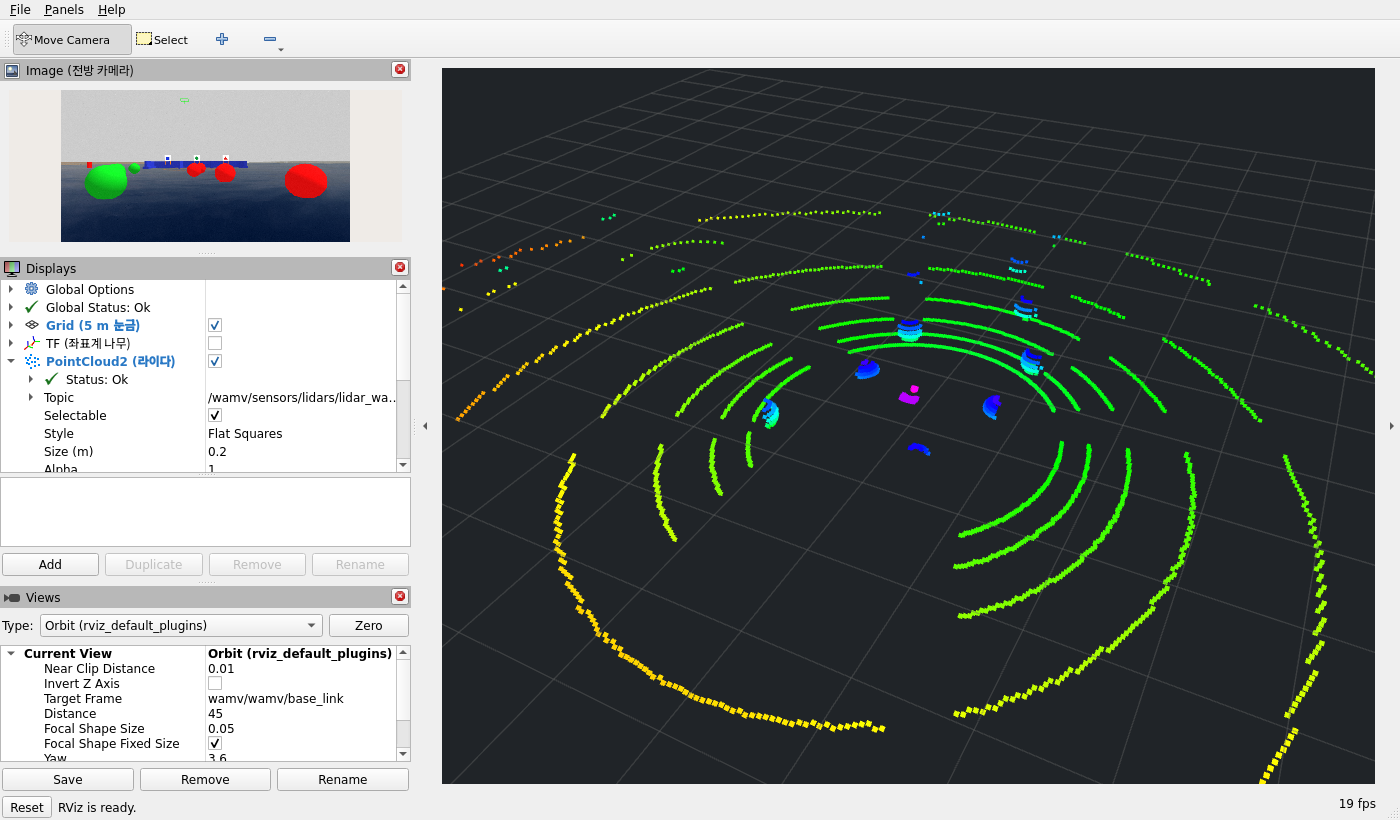 File Panels Help
Move Camera Select
Image (전방 카메라)
Displays
Global Options
Global Status: Ok
Grid (5 m 눈금)
TF (좌표계 나무)
PointCloud2 (라이다)
Status: Ok
Topic /wamv/sensors/lidars/lidar_wa...
Selectable
Style Flat Squares
Size (m) 0.2
Alpha 1
Add Duplicate Remove Rename
Views
Type: Orbit (rviz_default_plugins) Zero
Current View Orbit (rviz_default_plugins)
Near Clip Distance 0.01
Invert Z Axis
Target Frame wamv/wamv/base_link
Distance 45
Focal Shape Size 0.05
Focal Shape Fixed Size
Yaw 3.6
Save Remove Rename
Reset RViz is ready.
19 fps